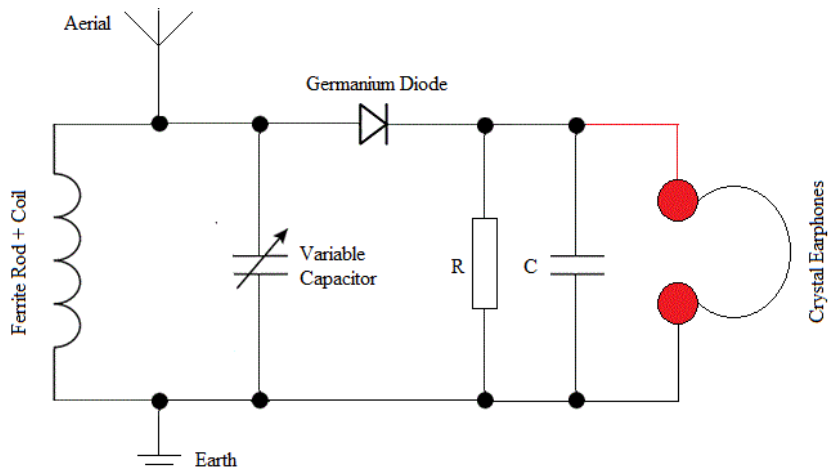 Aerial
Germanium Diode
Ferrite Rod + Coil
Variable
Capacitor
R
C
Crystal Earphones
Earth